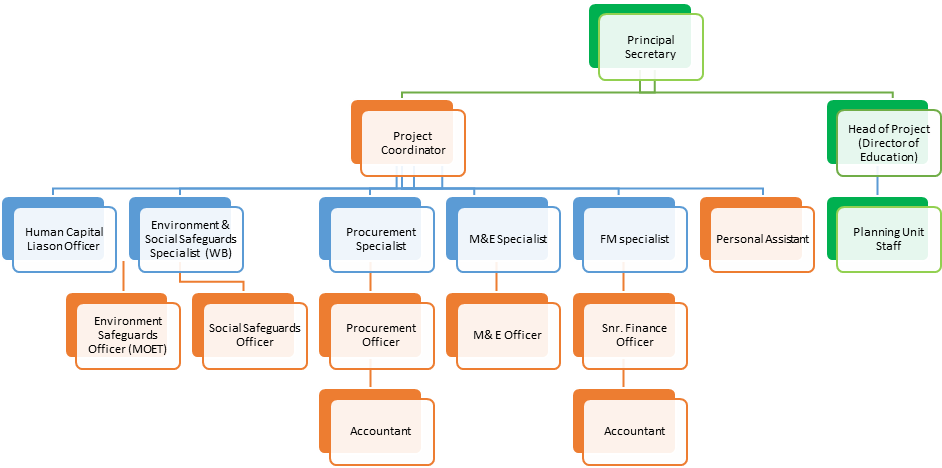 Principal
Secretary
Project
Coordinator
Head of Project
(Director of
Education)
Human Capital
Liason Officer
Environment &
Social Safeguards
Specialist (WB)
Procurement
Specialist
M&E Specialist
FM specialist
Personal Assistant
Planning Unit
Staff
Environment
Safeguards
Officer (MOET)
Social Safeguards
Officer
Procurement
Officer
M& E Officer
Snr. Finance
Officer
Accountant
Accountant